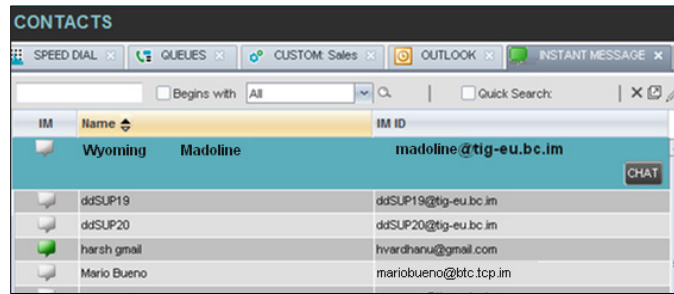 CONTACTS
SPEED DIAL QUEUES CUSTOM: Sales OUTLOOK INSTANT MESSAGE
Begins with All Quick Search:
IM Name IM ID
Wyoming Madoline madoline@tig-eu.bc.im
CHAT
ddSUP19 ddSUP19@tig-eu.bc.im
ddSUP20 ddSUP20@tig-eu.bc.im
harsh gmail hvardhanu@gmail.com
Mario Bueno mariobueno@btc.tcp.im